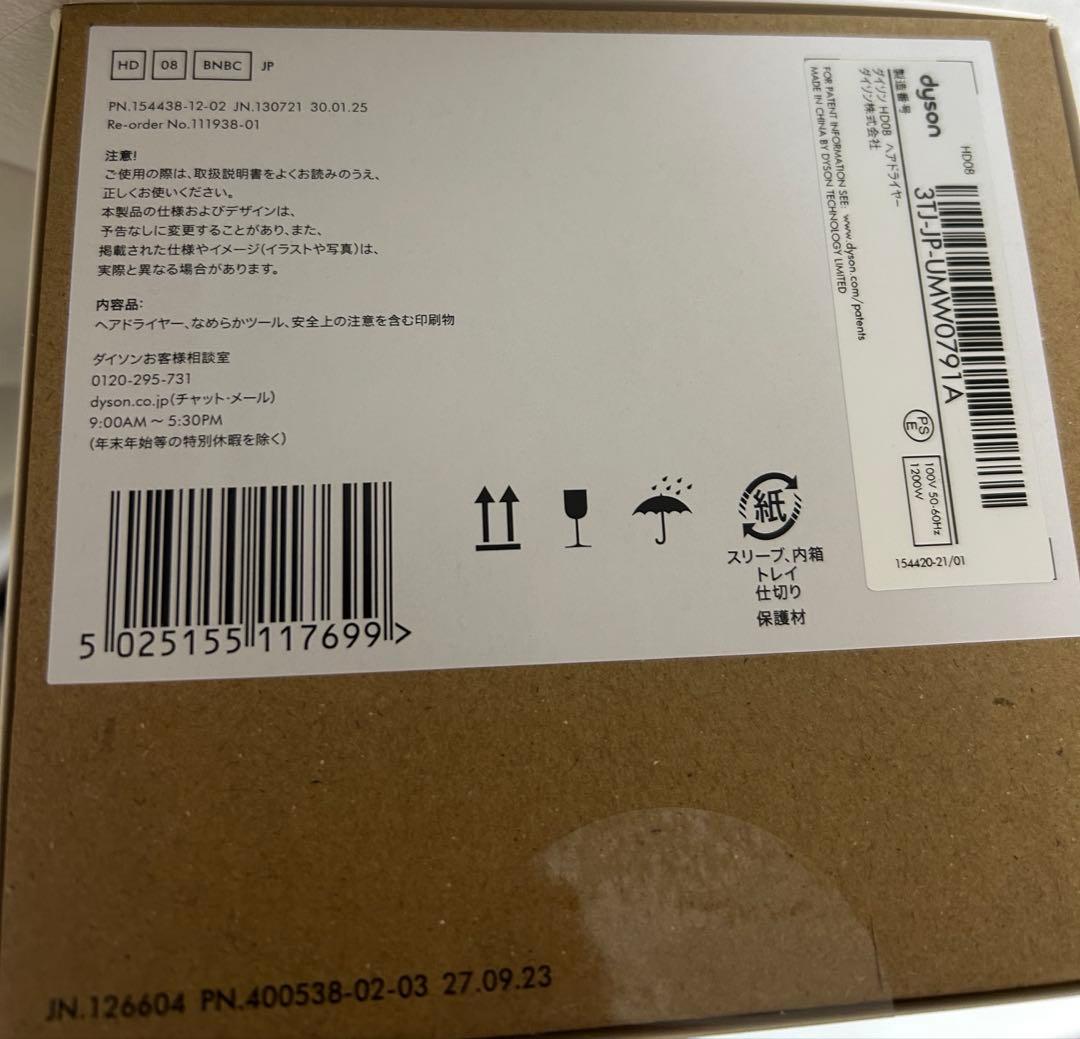 HD 08 BNBC JP
PN.154438-12-02 JN.130721 30.01.25
Re-order No.111938-01
注意!
ご使用の際は、取扱説明書をよくお読みのうえ、
正しくお使いください。
本製品の仕様およびデザインは、
予告なしに変更することがあり、また、
掲載された仕様やイメージ(イラストや写真)は、
実際と異なる場合があります。
内容品:
ヘアドライヤー、なめらかツール、安全上の注意を含む印刷物
ダイソンお客様相談室
0120-295-731
dyson.co.jp(チャット・メール)
9:00AM ～ 5:30PM
(年末年始等の特別休暇を除く)
5 025155 117699 >
紙
スリーブ、内箱
トレイ
仕切り
保護材
dyson HD08
製造番号 3TJ-JP-UMW0791A
ダイソン HD08 ヘアドライヤー
ダイソン株式会社
FOR PATENT INFORMATION SEE: www.dyson.com/patents
MADE IN CHINA BY DYSON TECHNOLOGY LIMITED
PS
E
100V 50-60Hz
1200W
154420-21/01
JN.126604 PN.400538-02-03 27.09.23